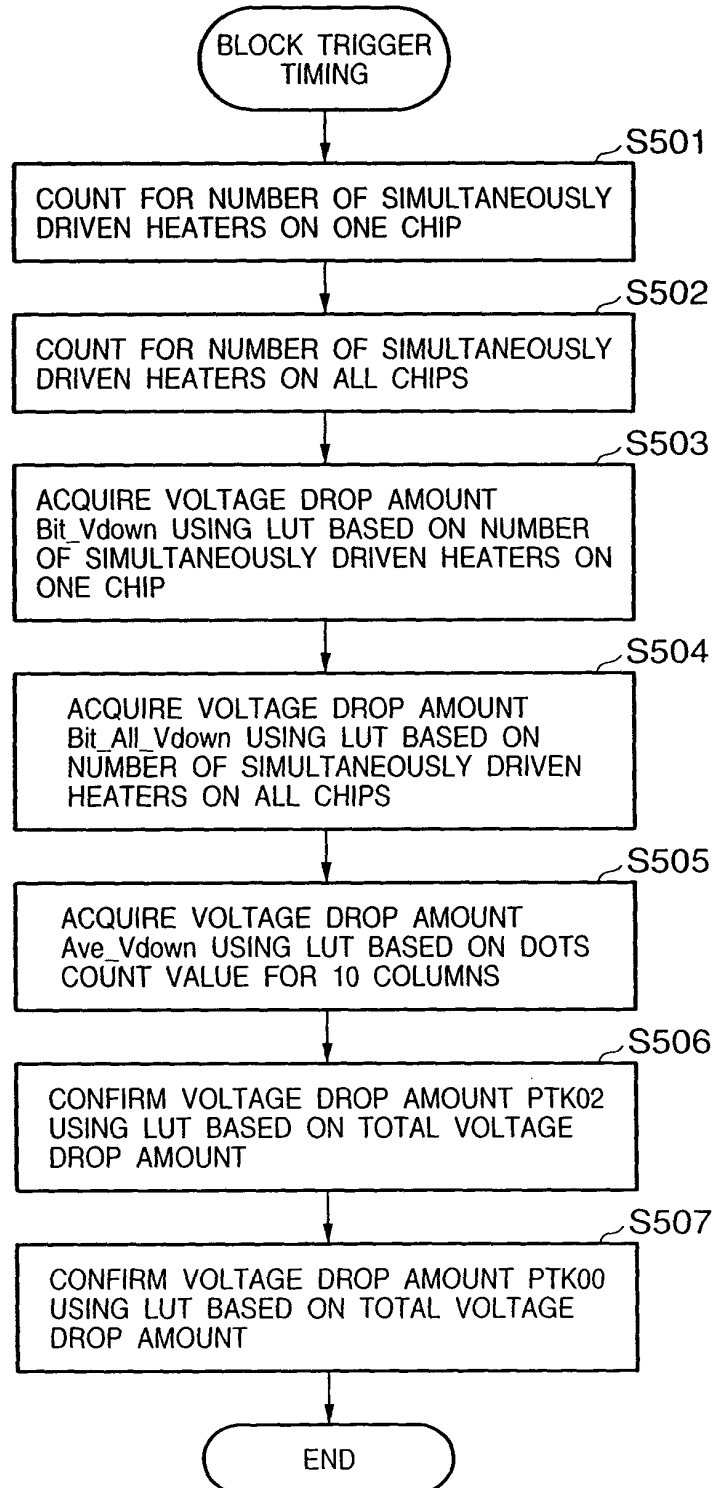 BLOCK TRIGGER
TIMING
S501
COUNT FOR NUMBER OF SIMULTANEOUSLY
DRIVEN HEATERS ON ONE CHIP
S502
COUNT FOR NUMBER OF SIMULTANEOUSLY
DRIVEN HEATERS ON ALL CHIPS
S503
ACQUIRE VOLTAGE DROP AMOUNT
Bit_Vdown USING LUT BASED ON NUMBER
OF SIMULTANEOUSLY DRIVEN HEATERS ON
ONE CHIP
S504
ACQUIRE VOLTAGE DROP AMOUNT
Bit_All_Vdown USING LUT BASED ON
NUMBER OF SIMULTANEOUSLY DRIVEN
HEATERS ON ALL CHIPS
S505
ACQUIRE VOLTAGE DROP AMOUNT
Ave_Vdown USING LUT BASED ON DOTS
COUNT VALUE FOR 10 COLUMNS
S506
CONFIRM VOLTAGE DROP AMOUNT PTK02
USING LUT BASED ON TOTAL VOLTAGE
DROP AMOUNT
S507
CONFIRM VOLTAGE DROP AMOUNT PTK00
USING LUT BASED ON TOTAL VOLTAGE
DROP AMOUNT
END